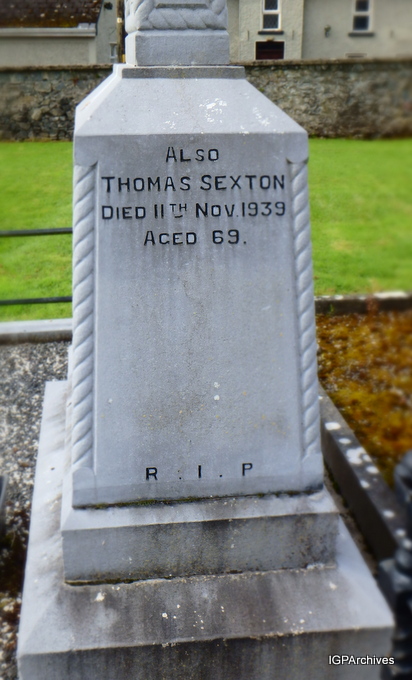 ALSO
THOMAS SEXTON
DIED 11TH NOV. 1939
AGED 69.
R . I . P
IGPArchives